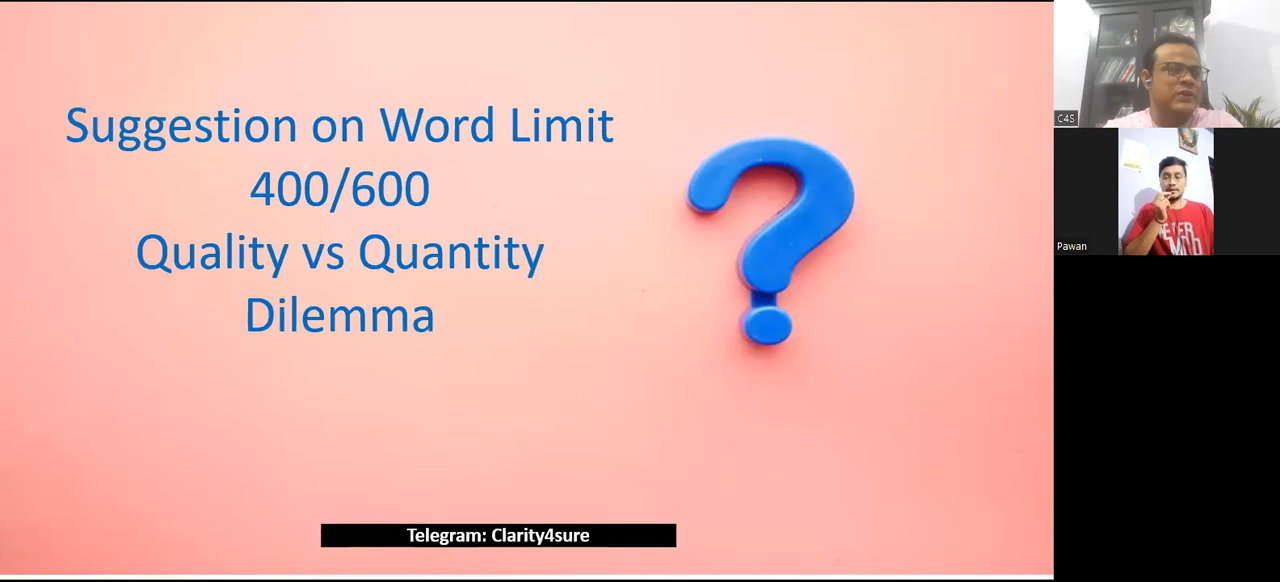 Suggestion on Word Limit
400/600
Quality vs Quantity
Dilemma
Telegram: Clarity4sure
C4S
Pawan